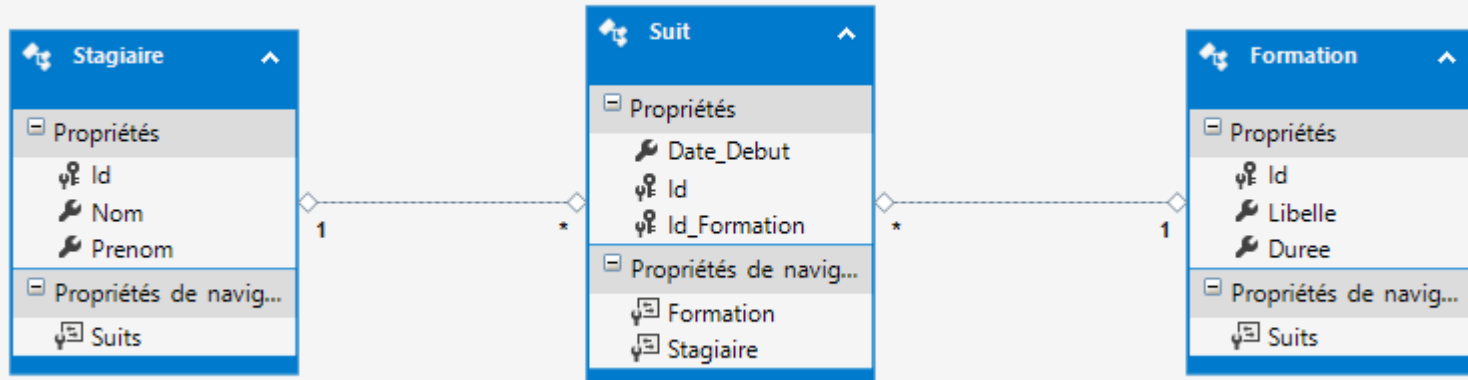 Stagiaire
Propriétés
Id
Nom
Prenom
Propriétés de navig...
Suits
1
*
Suit
Propriétés
Date_Debut
Id
Id_Formation
Propriétés de navig...
Formation
Stagiaire
*
1
Formation
Propriétés
Id
Libelle
Duree
Propriétés de navig...
Suits